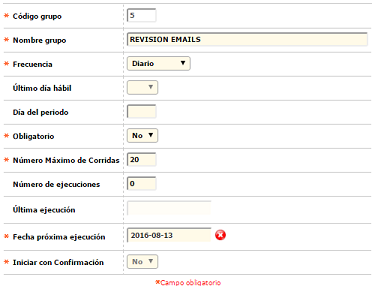 * Código grupo 5
* Nombre grupo REVISION EMAILS
* Frecuencia Diario
Último día hábil
Día del periodo
* Obligatorio No
* Número Máximo de Corridas 20
Número de ejecuciones 0
Última ejecución
* Fecha próxima ejecución 2016-08-13
* Iniciar con Confirmación No
*Campo obligatorio